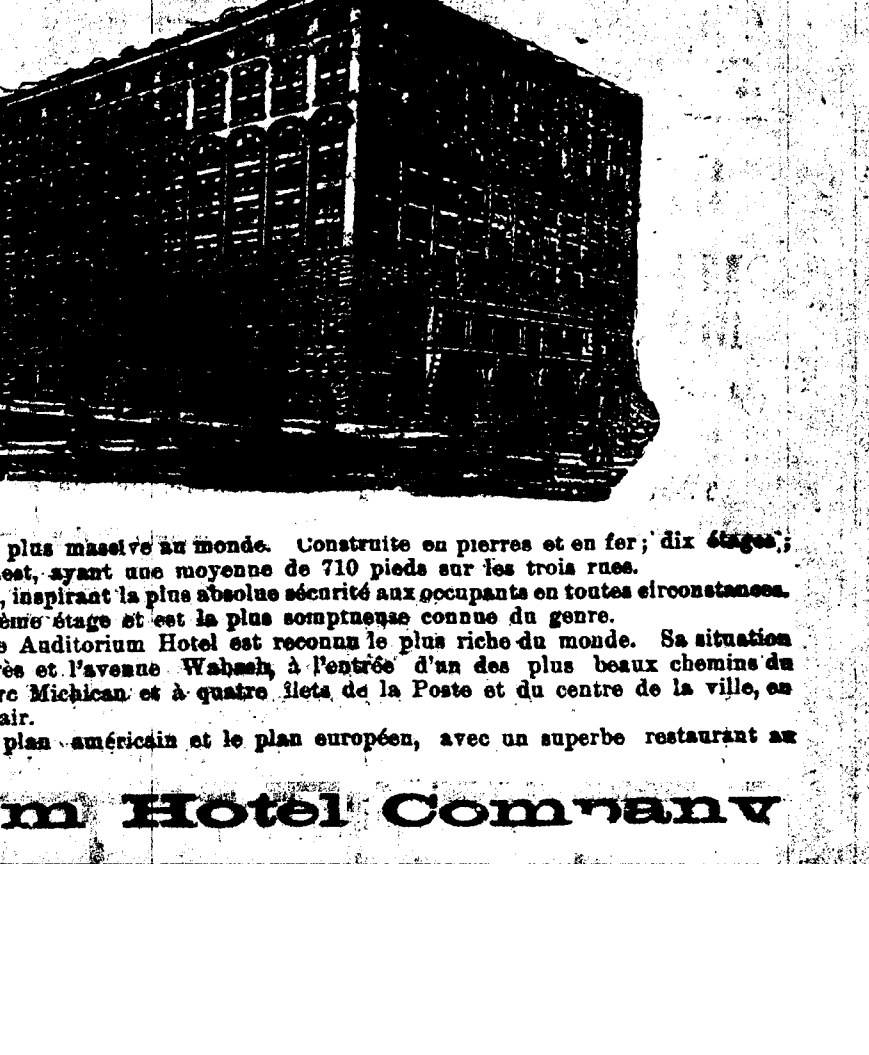 plus massive au monde. Construite en pierres et en fer; dix étages;
est, ayant une moyenne de 710 pieds sur les trois rues.
, inspirant la plus absolue sécurité aux occupants en toutes circonstances.
ème étage et est la plus somptueuse connue du genre.
e Auditorium Hotel est reconnu le plus riche du monde. Sa situation
rès et l'avenue Wabash, à l'entrée d'un des plus beaux chemins du
rc Michican et à quatre îlets de la Poste et du centre de la ville, en
air.
plan américain et le plan européen, avec un superbe restaurant au
m Hotel Company